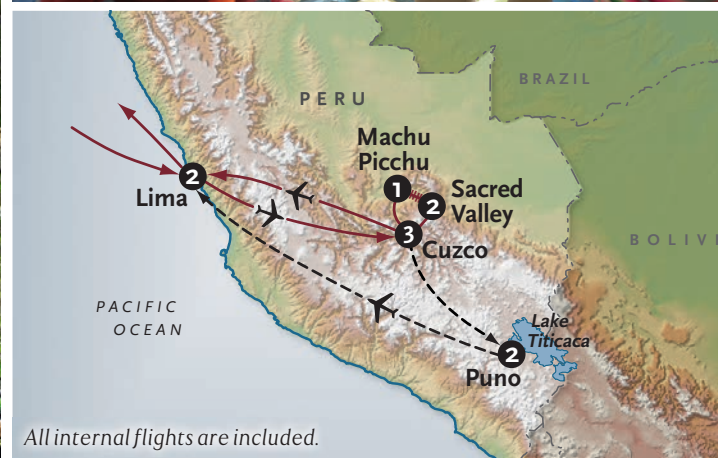 BRAZIL
PERU
Machu
Picchu
1
Sacred
Valley
2
2
Lima
3
Cuzco
BOLIVI
PACIFIC
OCEAN
Lake
Titicaca
2
Puno
All internal flights are included.